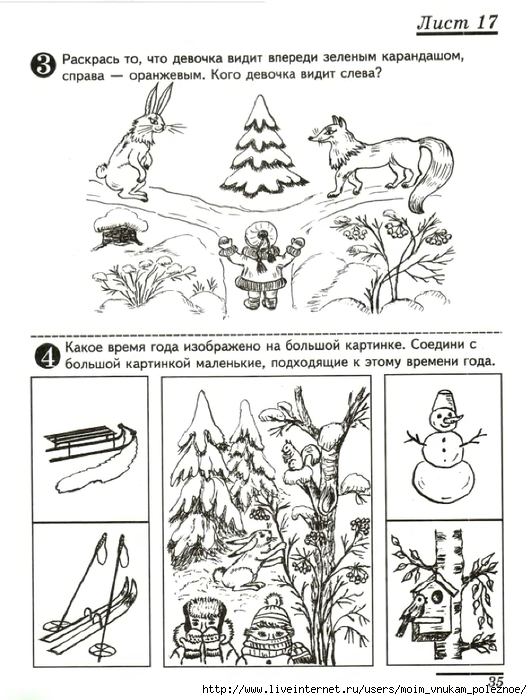 Лист 17
3 Раскрась то, что девочка видит впереди зеленым карандашом,
справа — оранжевым. Кого девочка видит слева?
4 Какое время года изображено на большой картинке. Соедини с
большой картинкой маленькие, подходящие к этому времени года.
35
http://www.liveinternet.ru/users/moim_vnukam_poleznoe/